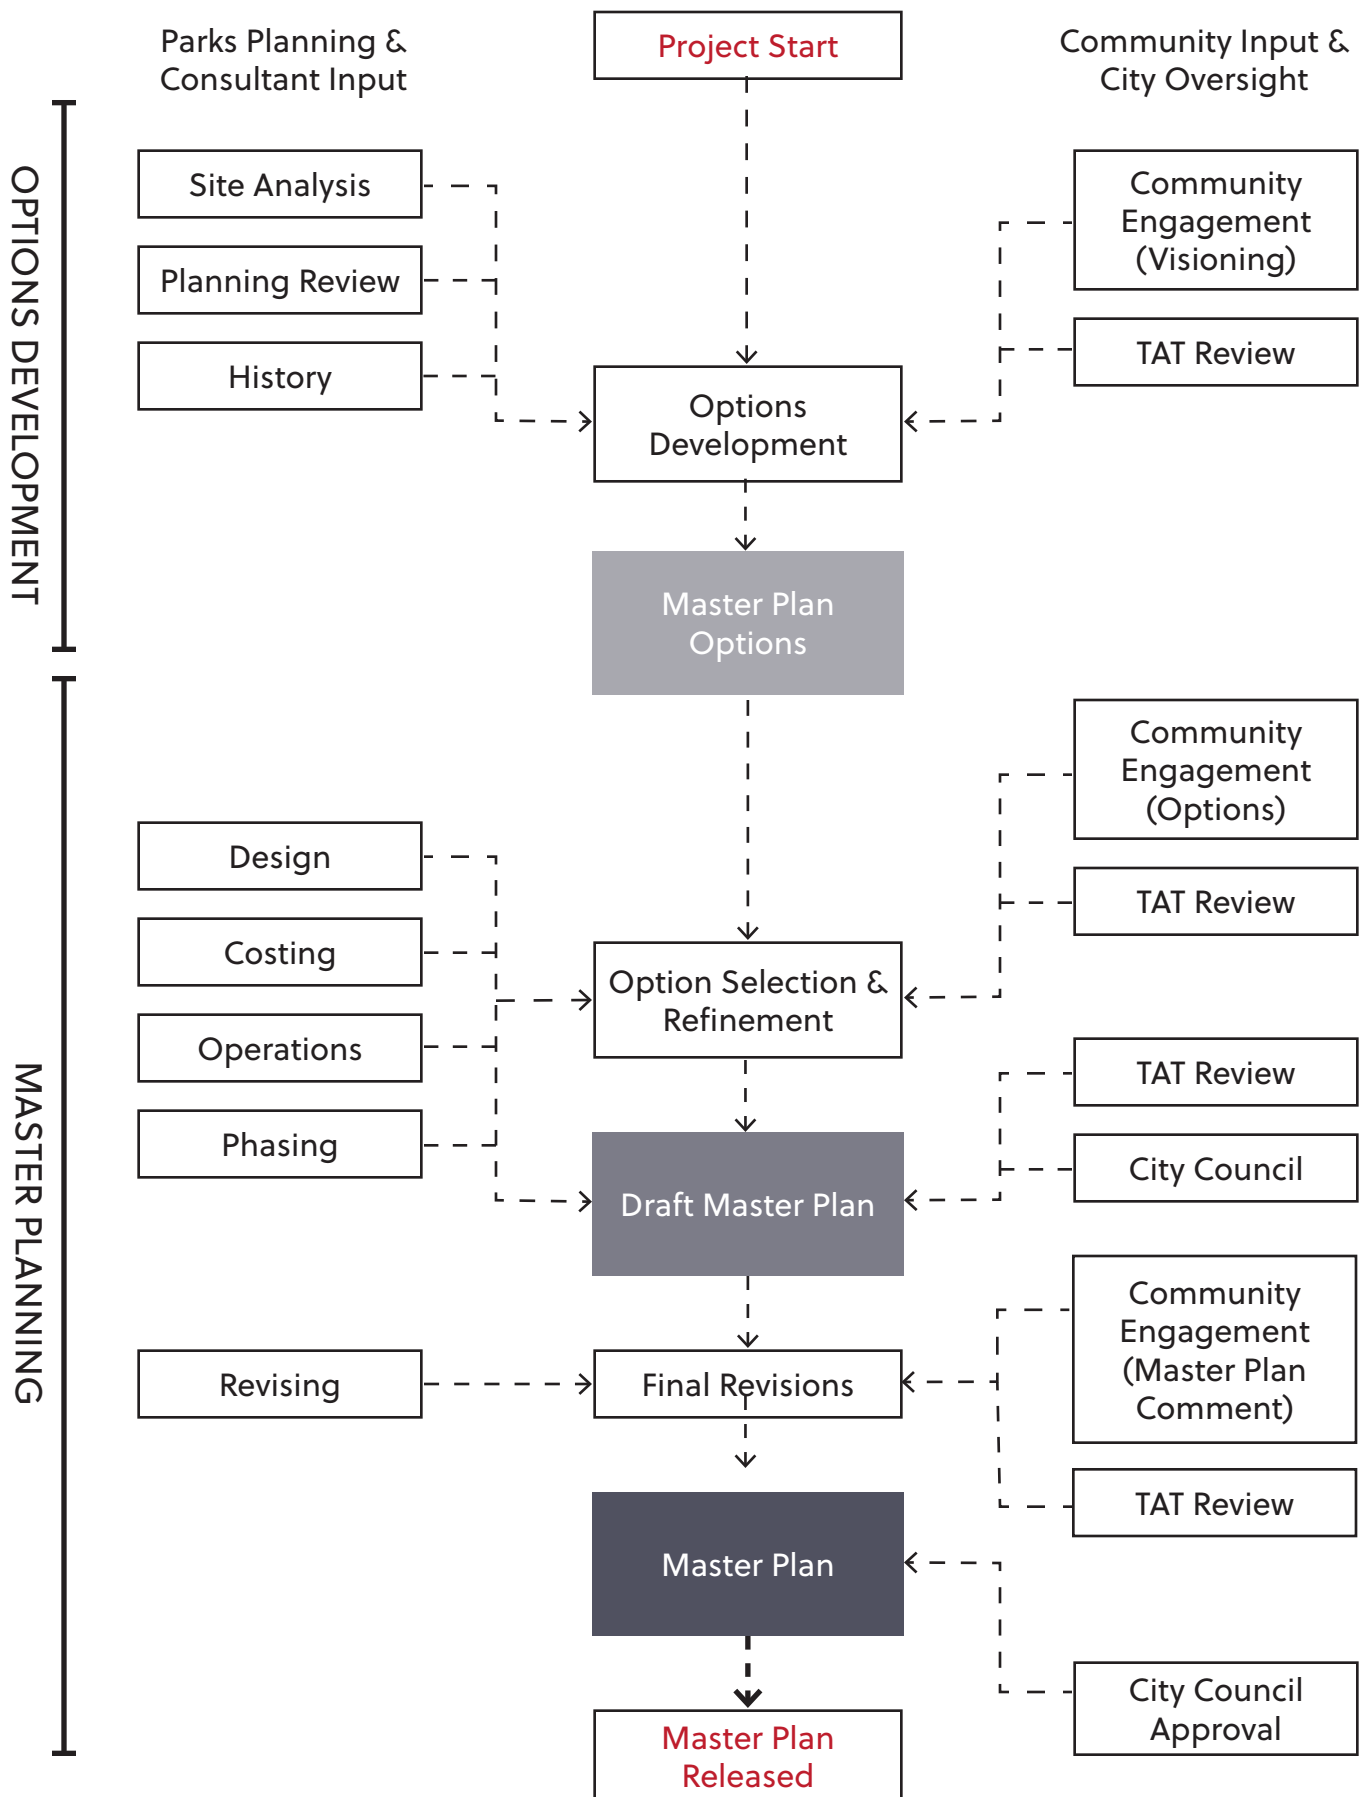 Parks Planning &
Consultant Input
Project Start
Community Input &
City Oversight
OPTIONS DEVELOPMENT
Site Analysis
Planning Review
History
Community
Engagement
(Visioning)
TAT Review
Options
Development
Master Plan
Options
MASTER PLANNING
Design
Costing
Operations
Phasing
Community
Engagement
(Options)
TAT Review
Option Selection &
Refinement
TAT Review
City Council
Draft Master Plan
Revising
Final Revisions
Community
Engagement
(Master Plan
Comment)
TAT Review
Master Plan
City Council
Approval
Master Plan
Released